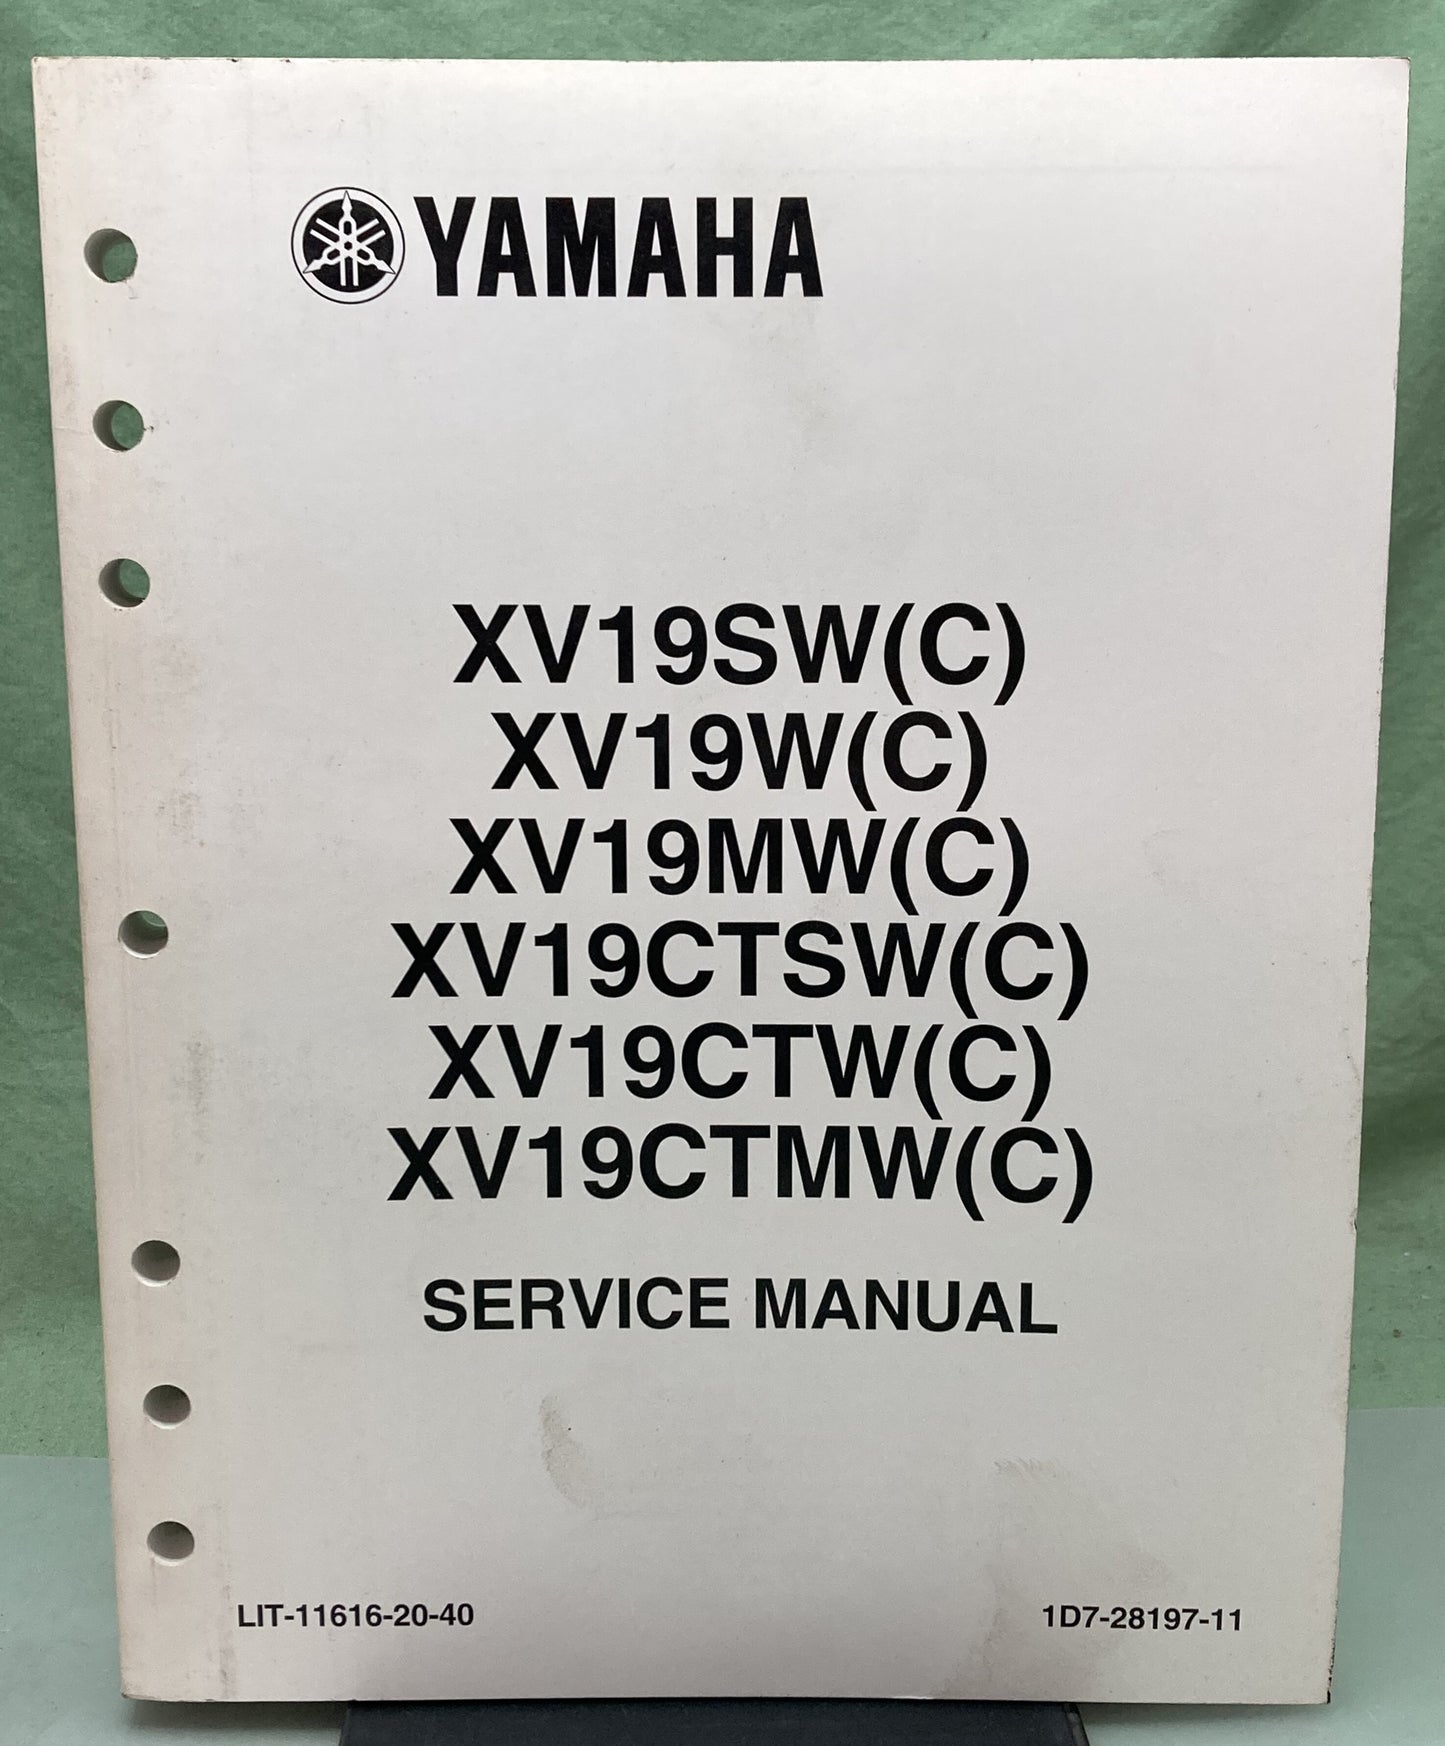 YAMAHA
XV19SW(C)
XV19W(C)
XV19MW(C)
XV19CTSW(C)
XV19CTW(C)
XV19CTMW(C)
SERVICE MANUAL
LIT-11616-20-40 1D7-28197-11